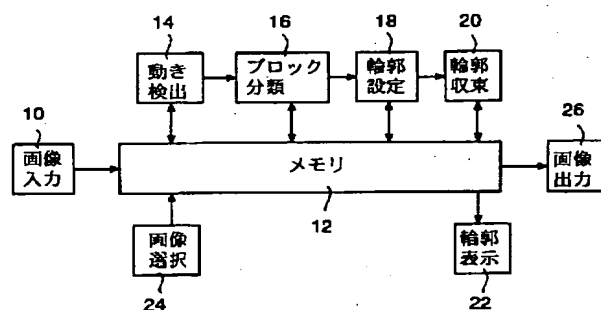 14
16
18
20
動き
検出
ブロック
分類
輪郭
設定
輪郭
収束
10
26
画像
入力
メモリ
画像
出力
12
画像
選択
輪郭
表示
24
22